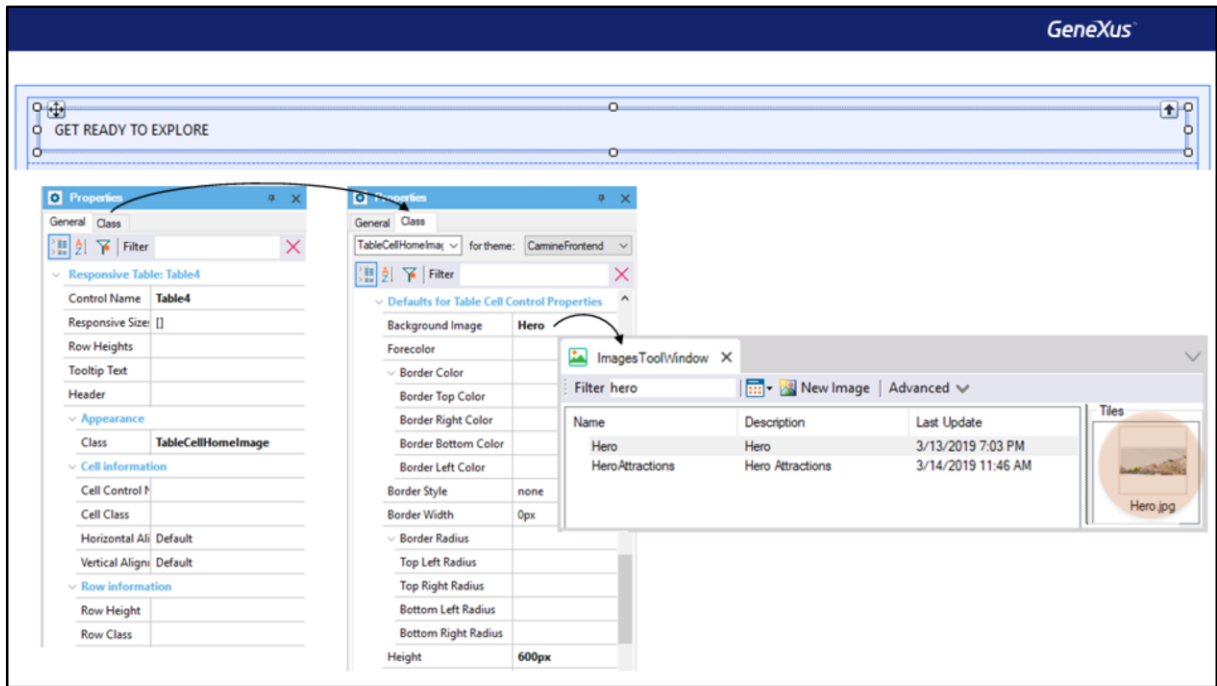 GeneXus™
GET READY TO EXPLORE
Properties
General Class
Filter
Responsive Table: Table4
Control Name Table4
Responsive Size: []
Row Heights
Tooltip Text
Header
Appearance
Class TableCellHomeImage
Cell information
Cell Control N
Cell Class
Horizontal Ali Default
Vertical Alignı Default
Row information
Row Height
Row Class
Properties
General Class
TableCellHomeImag for theme: CarmineFrontend
Filter
Defaults for Table Cell Control Properties
Background Image Hero
Forecolor
Border Color
Border Top Color
Border Right Color
Border Bottom Color
Border Left Color
Border Style none
Border Width 0px
Border Radius
Top Left Radius
Top Right Radius
Bottom Left Radius
Bottom Right Radius
Height 600px
ImagesToolWindow
Filter hero New Image Advanced
Name Description Last Update
Hero Hero 3/13/2019 7:03 PM
HeroAttractions Hero Attractions 3/14/2019 11:46 AM
Tiles
Hero.jpg